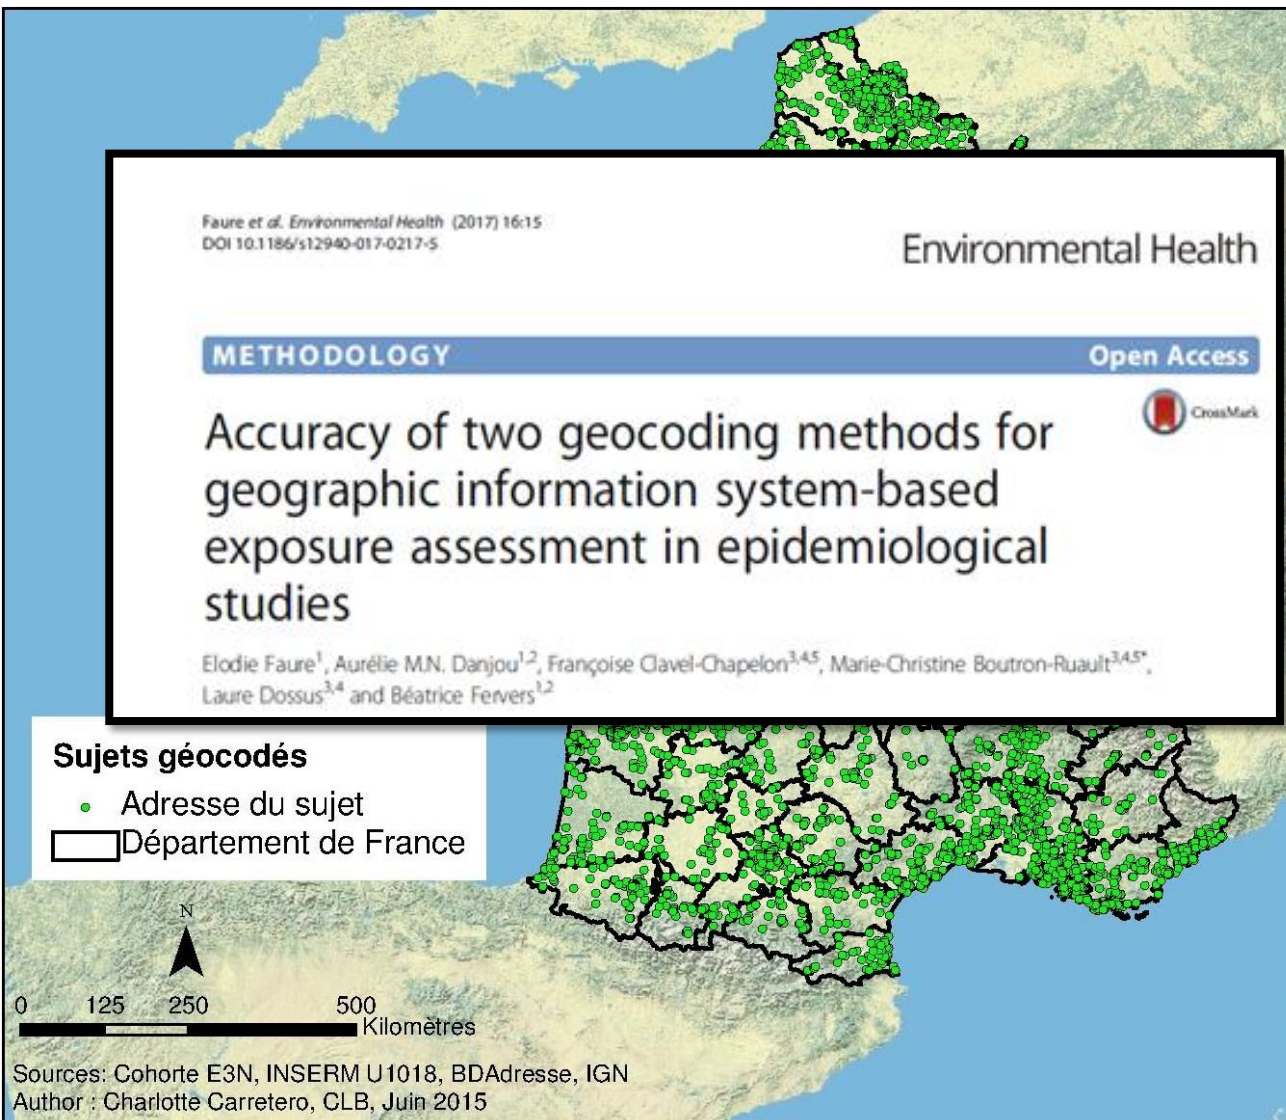 Faure et al. Environmental Health (2017) 16:15
DOI 10.1186/s12940-017-0217-5
Environmental Health
METHODOLOGY
Open Access
CrossMark
Accuracy of two geocoding methods for
geographic information system-based
exposure assessment in epidemiological
studies
Elodie Faure1, Aurélie M.N. Danjou1,2, Françoise Clavel-Chapelon3,4,5, Marie-Christine Boutron-Ruault3,4,5*,
Laure Dossus3,4 and Béatrice Fervers1,2
Sujets géocodés
Adresse du sujet
Département de France
N
0 125 250 500
Kilomètres
Sources: Cohorte E3N, INSERM U1018, BDAdresse, IGN
Author : Charlotte Carretero, CLB, Juin 2015